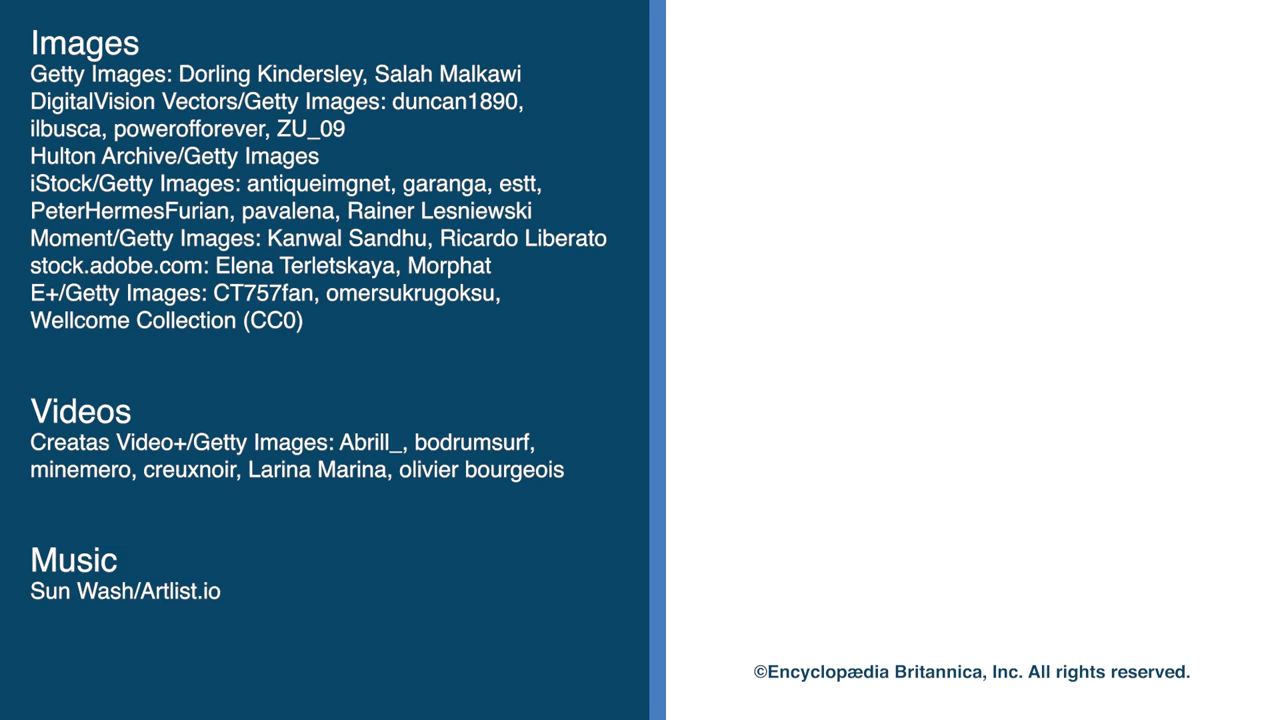 Images
Getty Images: Dorling Kindersley, Salah Malkawi
DigitalVision Vectors/Getty Images: duncan1890,
ilbusca, powerofforever, ZU_09
Hulton Archive/Getty Images
iStock/Getty Images: antiqueimgnet, garanga, estt,
PeterHermesFurian, pavalena, Rainer Lesniewski
Moment/Getty Images: Kanwal Sandhu, Ricardo Liberato
stock.adobe.com: Elena Terletskaya, Morphat
E+/Getty Images: CT757fan, omersukrugoksu,
Wellcome Collection (CC0)
Videos
Creatas Video+/Getty Images: Abrill_, bodrumsurf,
minemero, creuxnoir, Larina Marina, olivier bourgeois
Music
Sun Wash/Artlist.io
©Encyclopædia Britannica, Inc. All rights reserved.